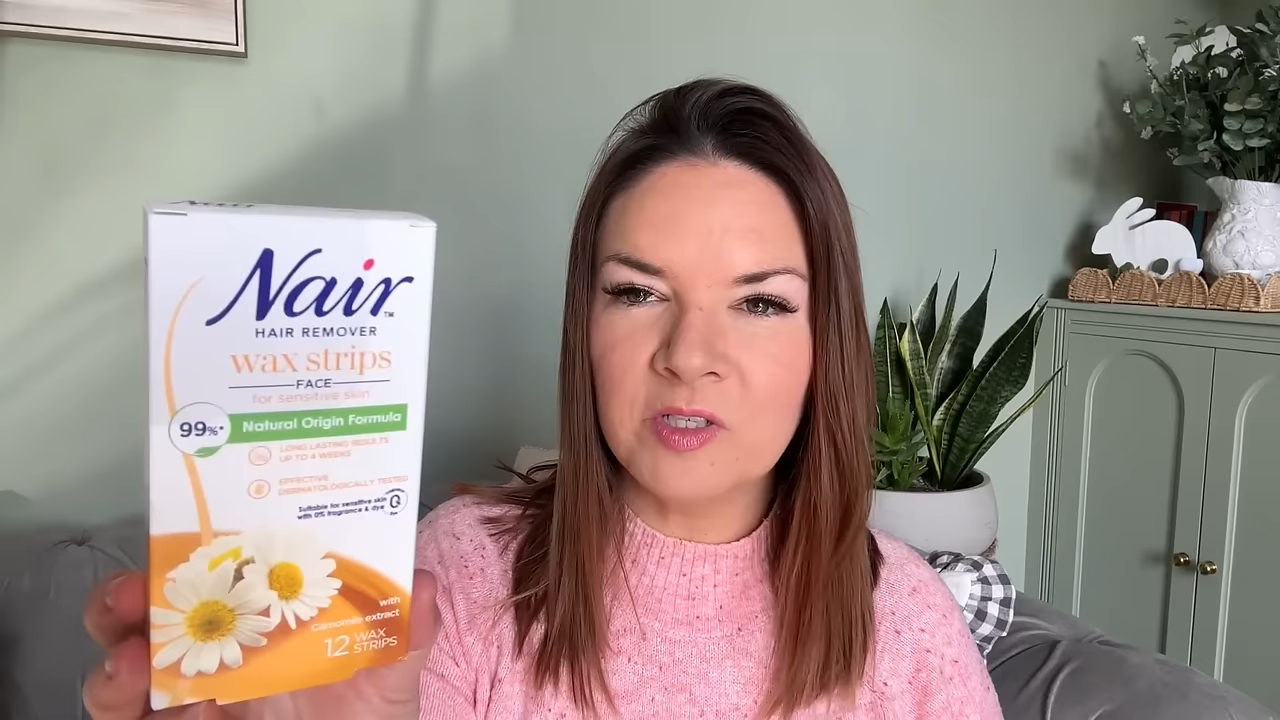 Nair
Nair™
HAIR REMOVER
wax strips
FACE
for sensitive skin
99%*
Natural Origin Formula
LONG LASTING RESULTS
UP TO 4 WEEKS
EFFECTIVE
DERMATOLOGICALLY TESTED
Suitable for sensitive skin
with 0% fragrance & dye
with
Camomile extract
12 WAX
STRIPS